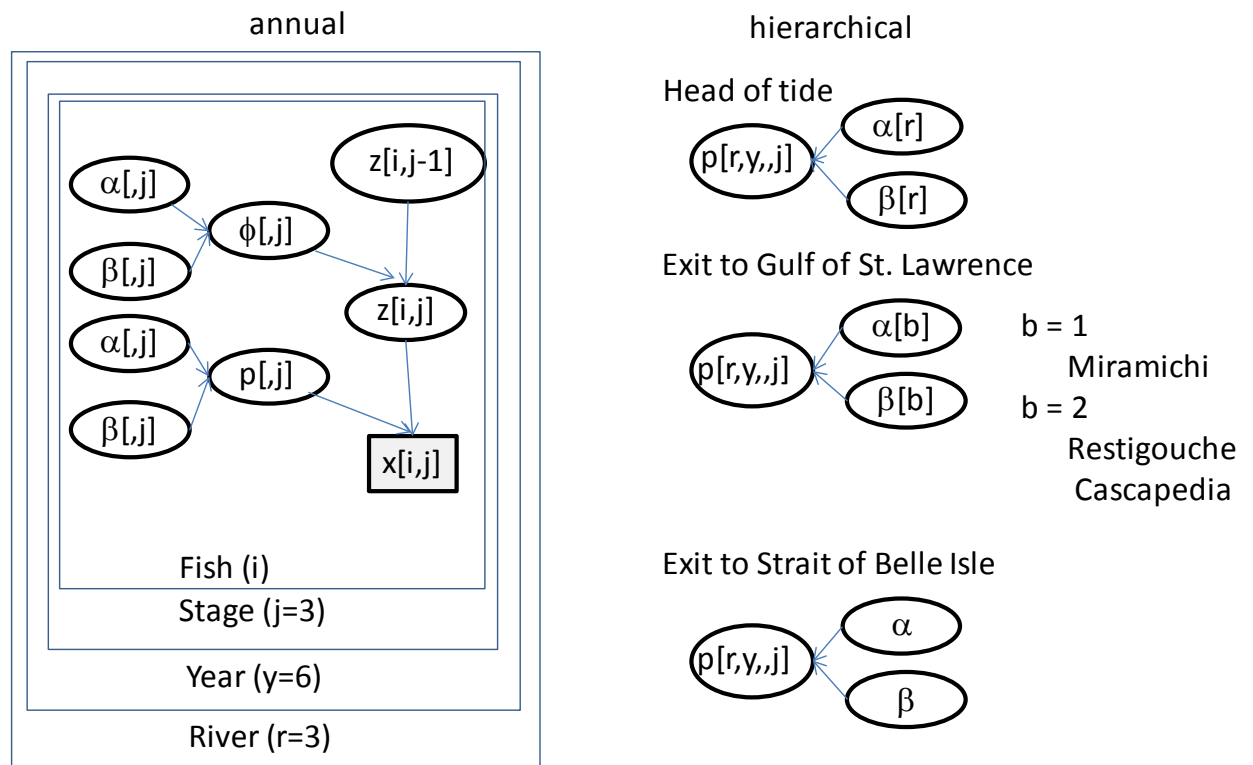 annual
α[,j]
β[,j]
α[,j]
β[,j]
ϕ[,j]
p[,j]
z[i,j-1]
z[i,j]
x[i,j]
Fish (i)
Stage (j=3)
Year (y=6)
River (r=3)
hierarchical
Head of tide
p[r,y,,j]
α[r]
β[r]
Exit to Gulf of St. Lawrence
p[r,y,,j]
α[b]
β[b]
b = 1
Miramichi
b = 2
Restigouche
Cascapedia
Exit to Strait of Belle Isle
p[r,y,,j]
α
β